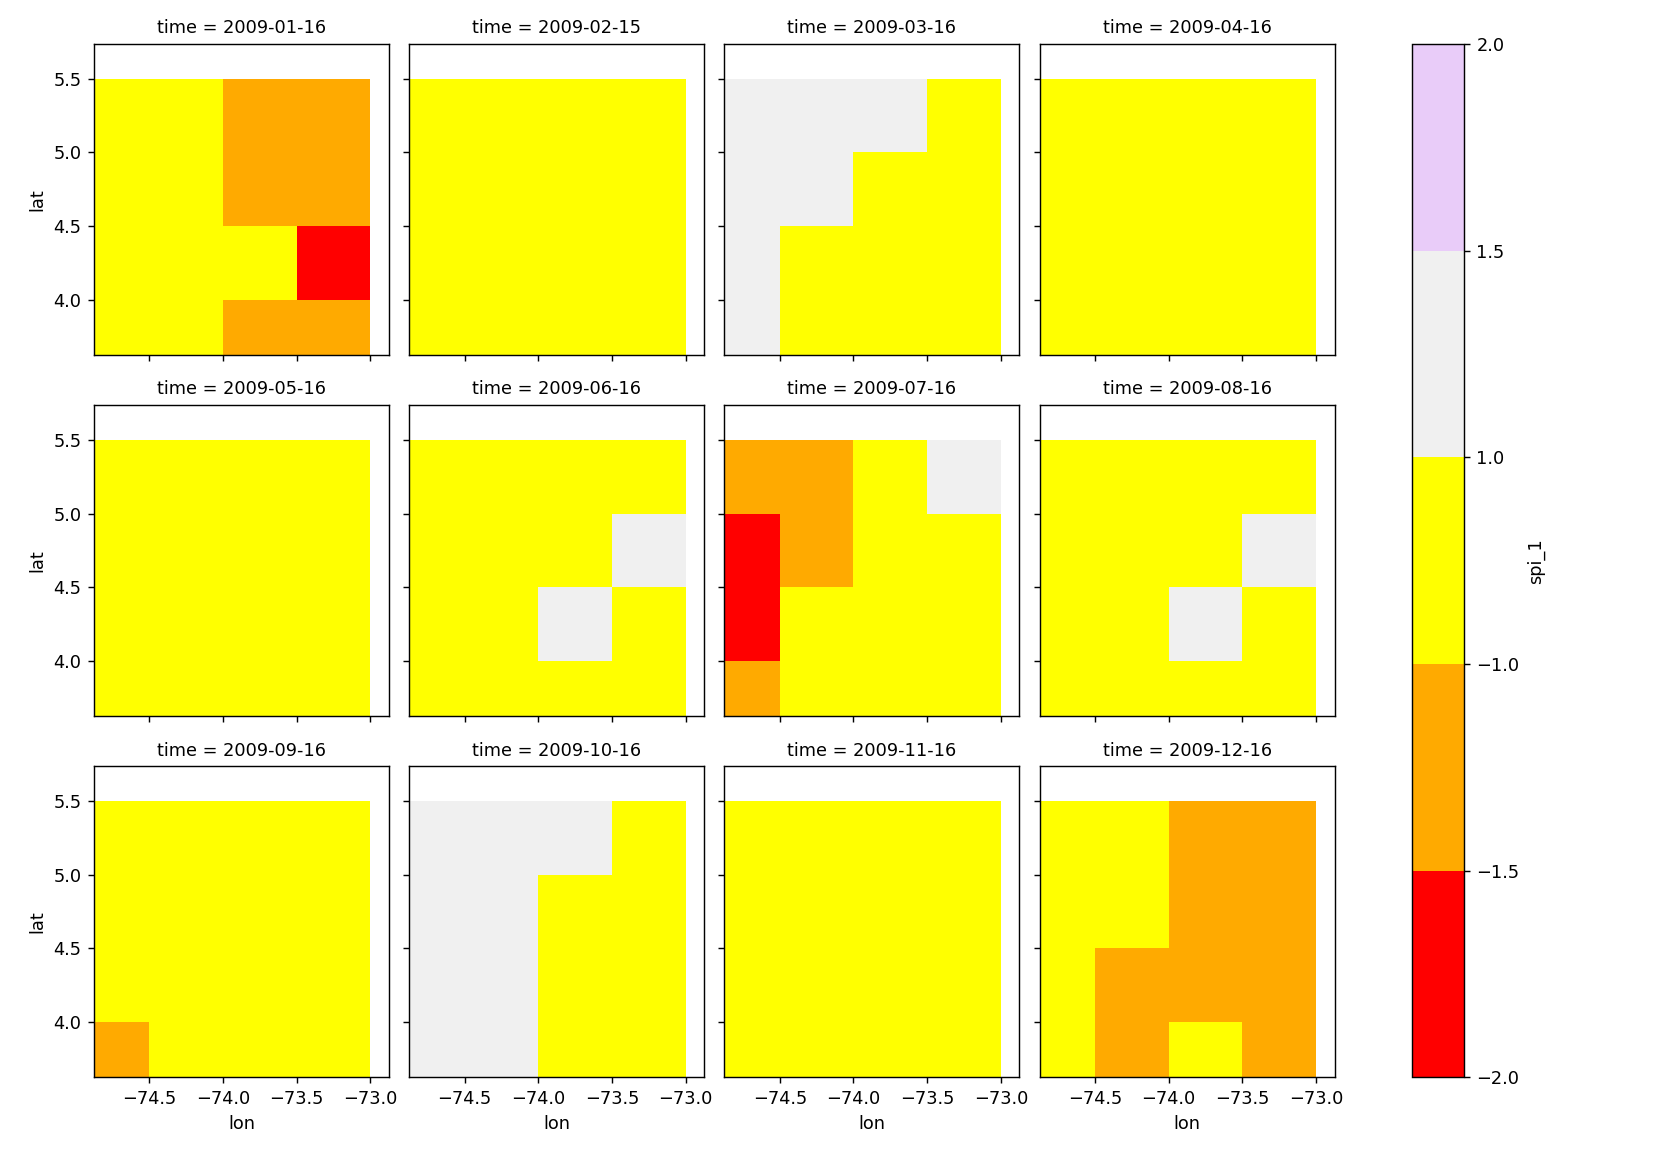 time = 2009-01-16
time = 2009-02-15
time = 2009-03-16
time = 2009-04-16
5.5
5.0
4.5
4.0
lat
time = 2009-05-16
time = 2009-06-16
time = 2009-07-16
time = 2009-08-16
5.5
5.0
4.5
4.0
lat
time = 2009-09-16
time = 2009-10-16
time = 2009-11-16
time = 2009-12-16
5.5
5.0
4.5
4.0
lat
−74.5 −74.0 −73.5 −73.0
lon
−74.5 −74.0 −73.5 −73.0
lon
−74.5 −74.0 −73.5 −73.0
lon
−74.5 −74.0 −73.5 −73.0
lon
2.0
1.5
1.0
−1.0
−1.5
−2.0
spi_1